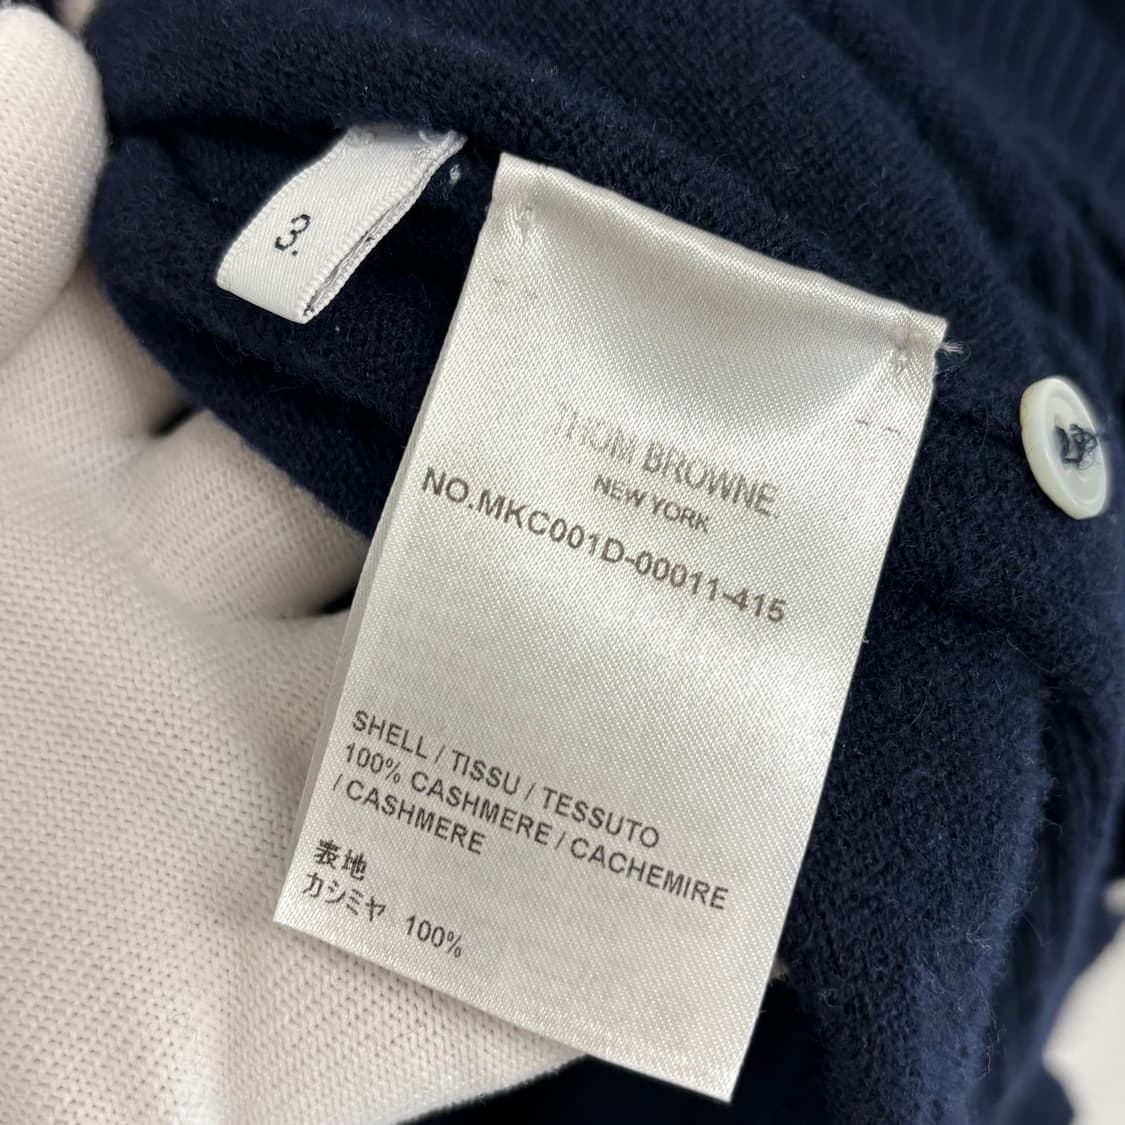 3.
THOM BROWNE.
NEW YORK
NO.MKC001D-00011-415
SHELL / TISSU / TESSUTO
100% CASHMERE / CACHEMIRE
/ CASHMERE
表地
カシミヤ 100%